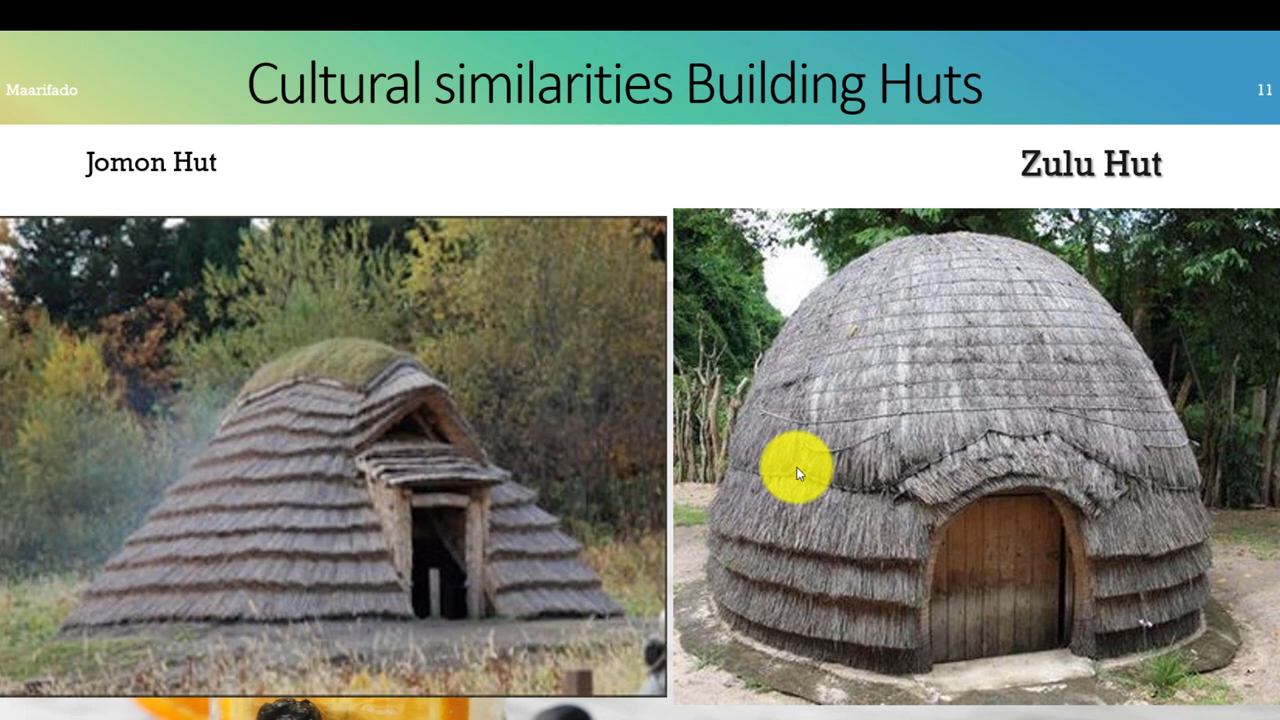 Maarifado
Cultural similarities Building Huts
11
Jomon Hut
Zulu Hut